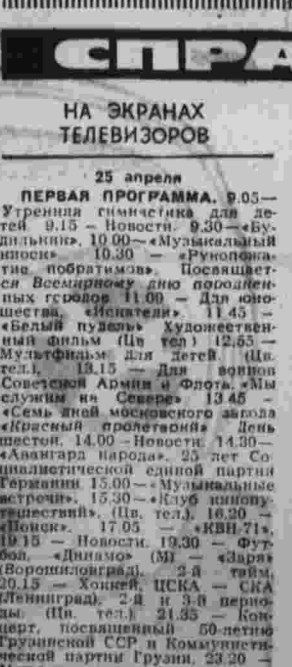 СПРА
НА ЭКРАНАХ
ТЕЛЕВИЗОРОВ
25 апреля
ПЕРВАЯ ПРОГРАММА. 9.05—
Утренняя гимнастика для де-
тей. 9.15 — Новости. 9.30—«Бу-
дильник». 10.00—«Музыкальный
киоск» 10.30 — «Рукопожа-
тие побратимов». Посвящает-
ся Всемирному дню породнен-
ных городов 11.00 — Для юно-
шества. «Искатели». 11.45 —
«Белый пудель» Художествен-
ный фильм (Цв тел) 12.55—
Мультфильм для детей (Цв.
тел.). 13.15 — Для воинов
Советской Армии и Флота. «Мы
служим на Севере» 13.45 —
«Семь дней московского завода
«Красный пролетарий» День
шестой. 14.00 -Новости. 14.30—
«Авангард народа». 25 лет Со-
циалистической единой партии
Германии 15.00—«Музыкальные
встречи». 15.30—«Клуб кинопу-
тешествий». (Цв. тел.). 16.20 —
«Поиск». 17.05 — «КВН-71».
19.15 — Новости. 19.30 — Фут-
бол. «Динамо» (М) — «Заря»
(Ворошиловград). 2-й тайм.
20.15 — Хоккей. ЦСКА — СКА
(Ленинград). 2-й и 3-й перио-
ды (Цв. тел.) 21.35 — Кон-
церт, посвященный 50-летию
Грузинской ССР и Коммунисти-
ческой партии Грузии. 23.20 —